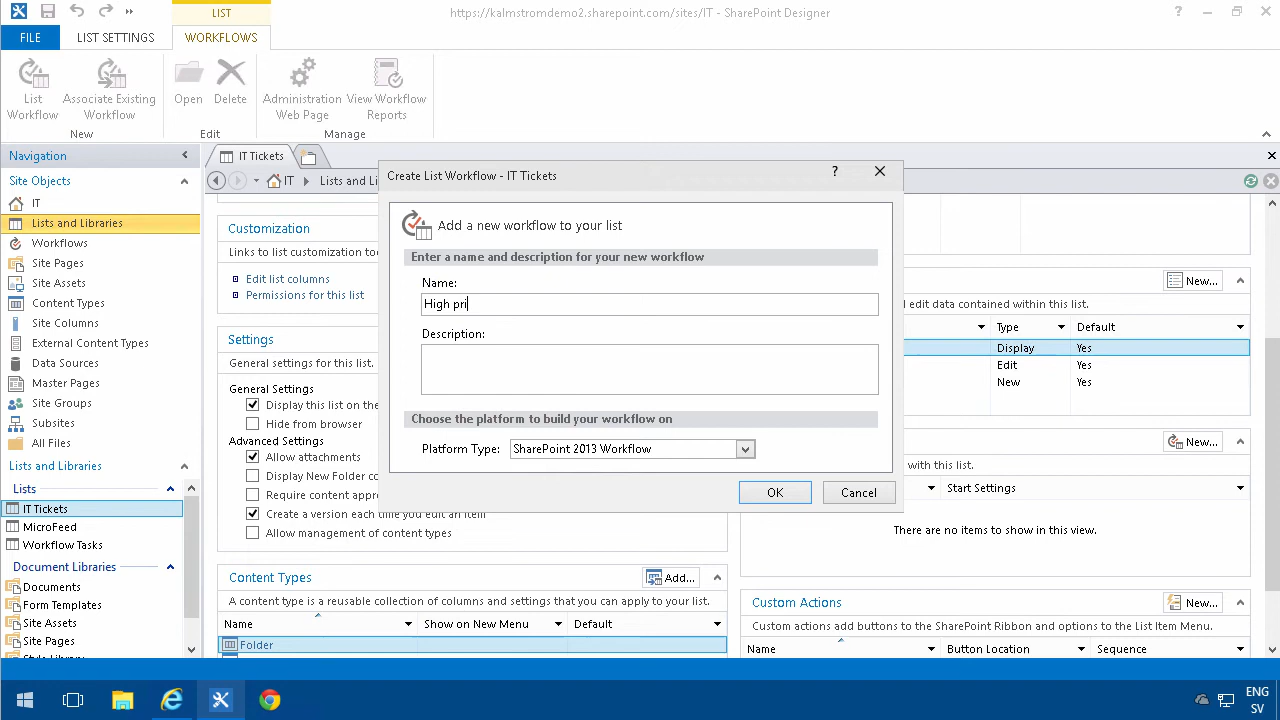 LIST
https://kalmstromdemo2.sharepoint.com/sites/IT - SharePoint Designer
FILE
LIST SETTINGS
WORKFLOWS
List Workflow
Associate Existing Workflow
Open
Delete
Administration Web Page
View Workflow Reports
New
Edit
Manage
Navigation
Site Objects
IT
Lists and Libraries
Workflows
Site Pages
Site Assets
Content Types
Site Columns
External Content Types
Data Sources
Master Pages
Site Groups
Subsites
All Files
Lists and Libraries
Lists
IT Tickets
MicroFeed
Workflow Tasks
Document Libraries
Documents
Form Templates
Site Assets
Site Pages
IT Tickets
IT
Lists and Li
Customization
Links to list customization to
Edit list columns
Permissions for this list
Settings
General settings for this list.
General Settings
Display this list on the
Hide from browser
Advanced Settings
Allow attachments
Display New Folder co
Require content appr
Create a version each time you edit an item
Allow management of content types
Content Types
Add...
A content type is a reusable collection of columns and settings that you can apply to your list.
Name
Show on New Menu
Default
Folder
Create List Workflow - IT Tickets
?
Add a new workflow to your list
Enter a name and description for your new workflow
Name:
High pri
Description:
Choose the platform to build your workflow on
Platform Type:
SharePoint 2013 Workflow
OK
Cancel
New...
edit data contained within this list.
Type
Default
Display
Yes
Edit
Yes
New
Yes
New...
with this list.
Start Settings
There are no items to show in this view.
Custom Actions
New...
Custom actions add buttons to the SharePoint Ribbon and options to the List Item Menu.
Name
Button Location
Sequence
ENG
SV